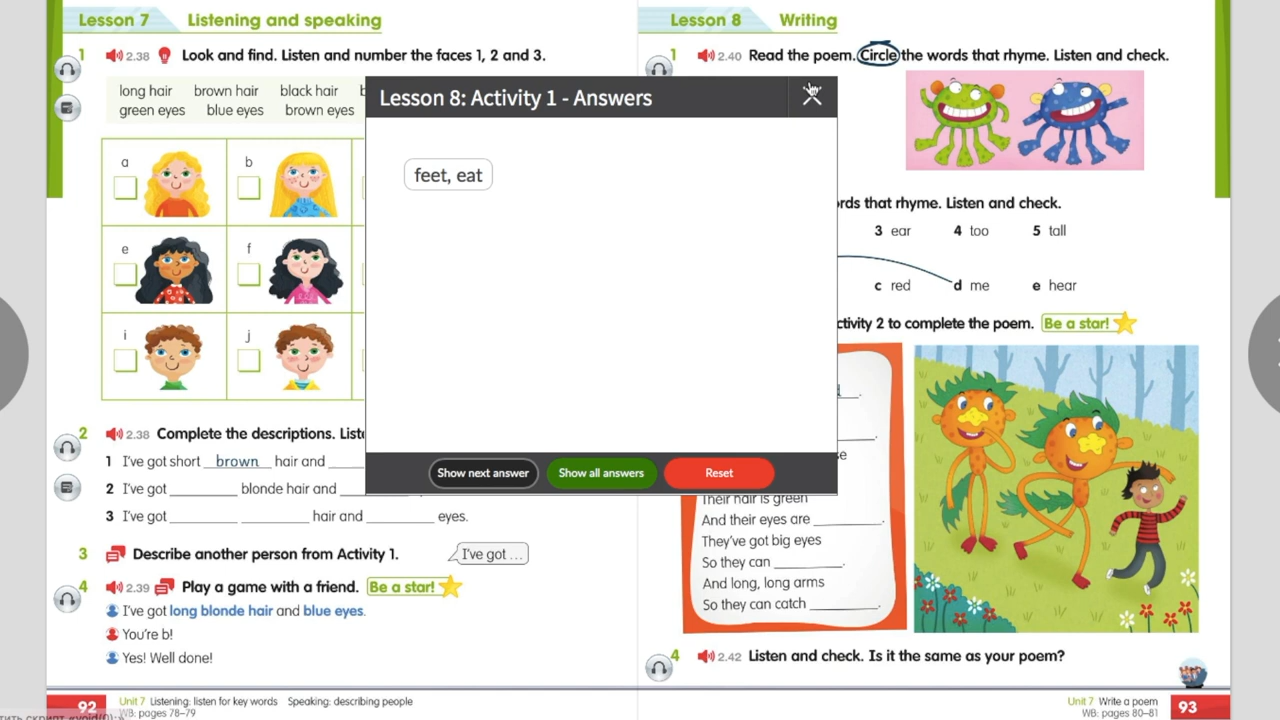 Lesson 7 Listening and speaking
1 2.38 Look and find. Listen and number the faces 1, 2 and 3.
long hair brown hair black hair
green eyes blue eyes brown eyes
a b
e f
i j
2 2.38 Complete the descriptions.
1 I've got short brown hair and ______
2 I've got ______ blonde hair and ______
3 I've got ______ ______ hair and ______ eyes.
3 Describe another person from Activity 1. I've got ...
4 2.39 Play a game with a friend. Be a star!
I've got long blonde hair and blue eyes.
You're b!
Yes! Well done!
92 Unit 7 Listening: listen for key words Speaking: describing people
WB: pages 78–79
Lesson 8: Activity 1 - Answers
feet, eat
Show next answer Show all answers Reset
Lesson 8 Writing
1 2.40 Read the poem. Circle the words that rhyme. Listen and check.
that rhyme. Listen and check.
3 ear 4 too 5 tall
c red d me e hear
2 to complete the poem. Be a star!
Their hair is green
And their eyes are ______.
They've got big eyes
So they can ______.
And long, long arms
So they can catch ______.
4 2.42 Listen and check. Is it the same as your poem?
Unit 7 Write a poem
WB: pages 80–81 93